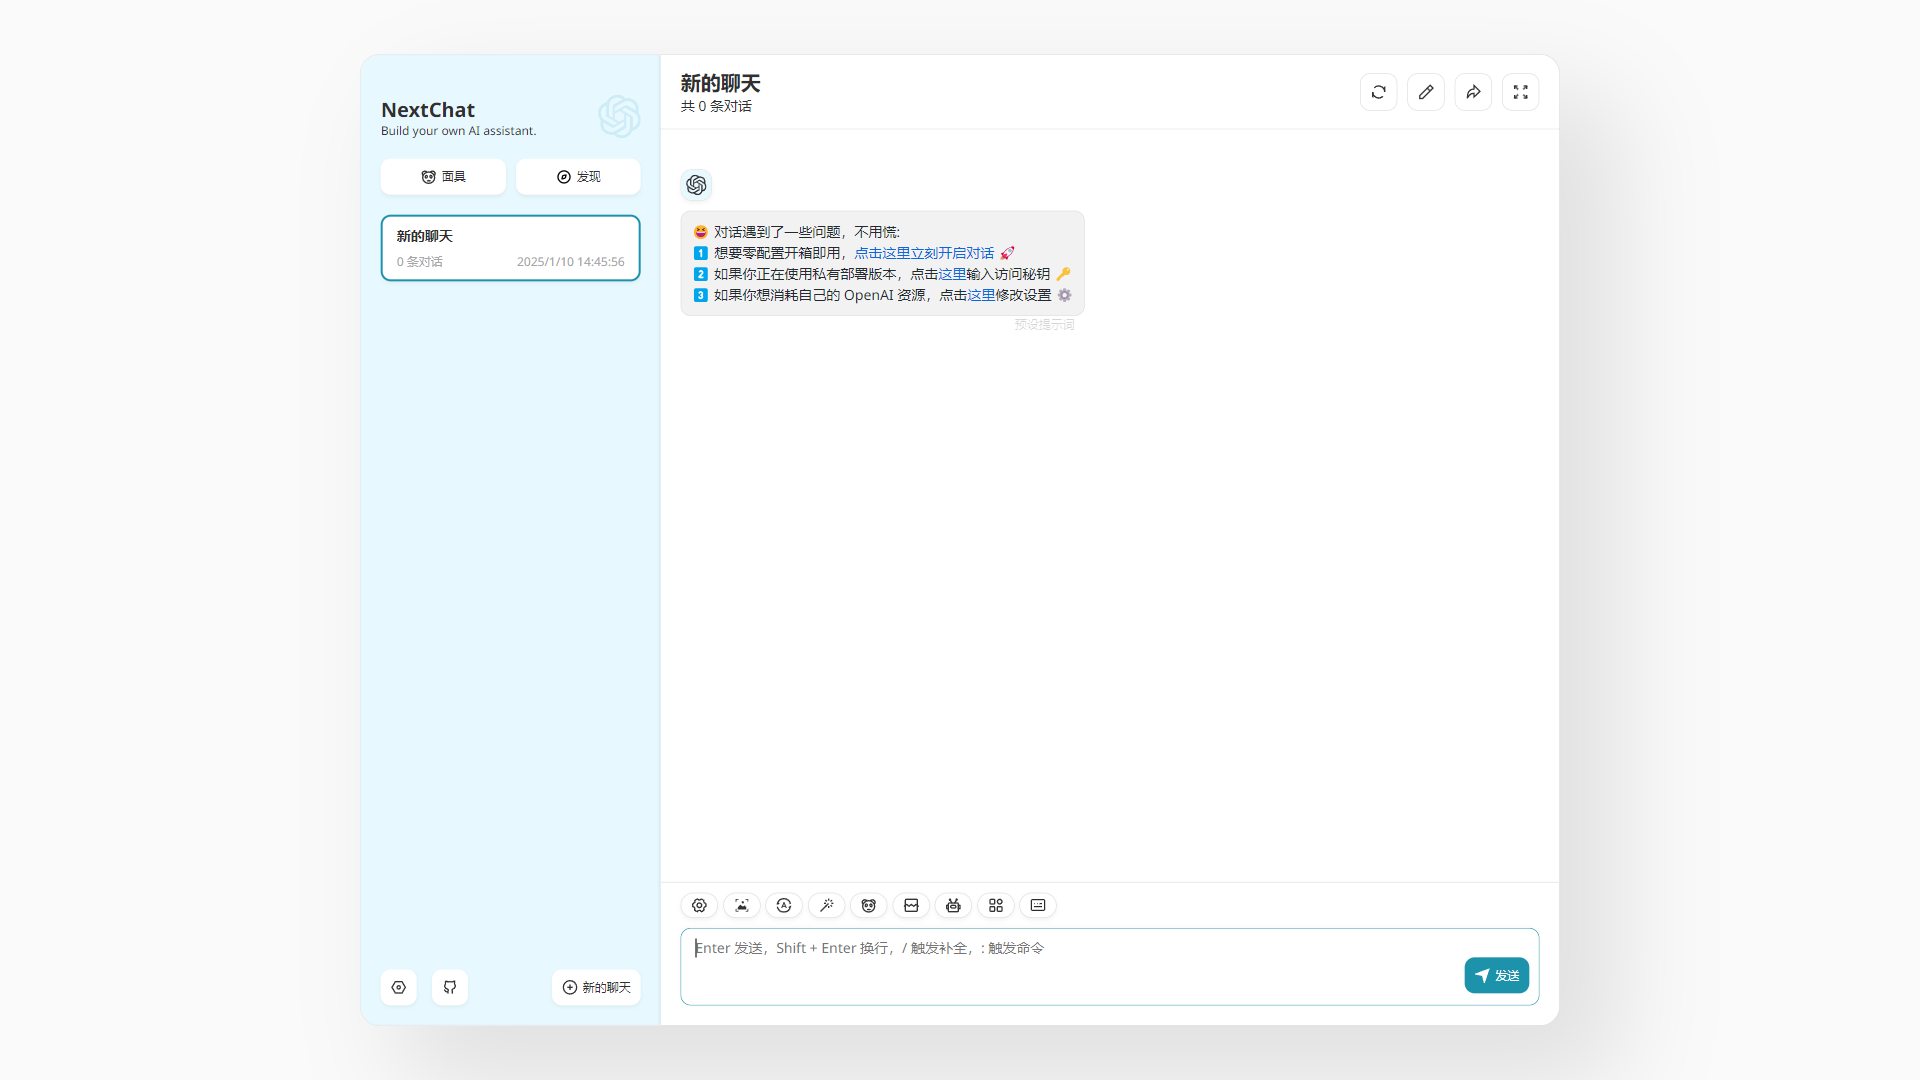 NextChat
Build your own AI assistant.
面具
发现
新的聊天
0 条对话
2025/1/10 14:45:56
新的聊天
新的聊天
共 0 条对话
😆 对话遇到了一些问题，不用慌:
1️⃣ 想要零配置开箱即用，点击这里立刻开启对话 🚀
2️⃣ 如果你正在使用私有部署版本，点击这里输入访问秘钥 🔑
3️⃣ 如果你想消耗自己的 OpenAI 资源，点击这里修改设置 ⚙️
预设提示词
Enter 发送，Shift + Enter 换行，/ 触发补全，: 触发命令
发送